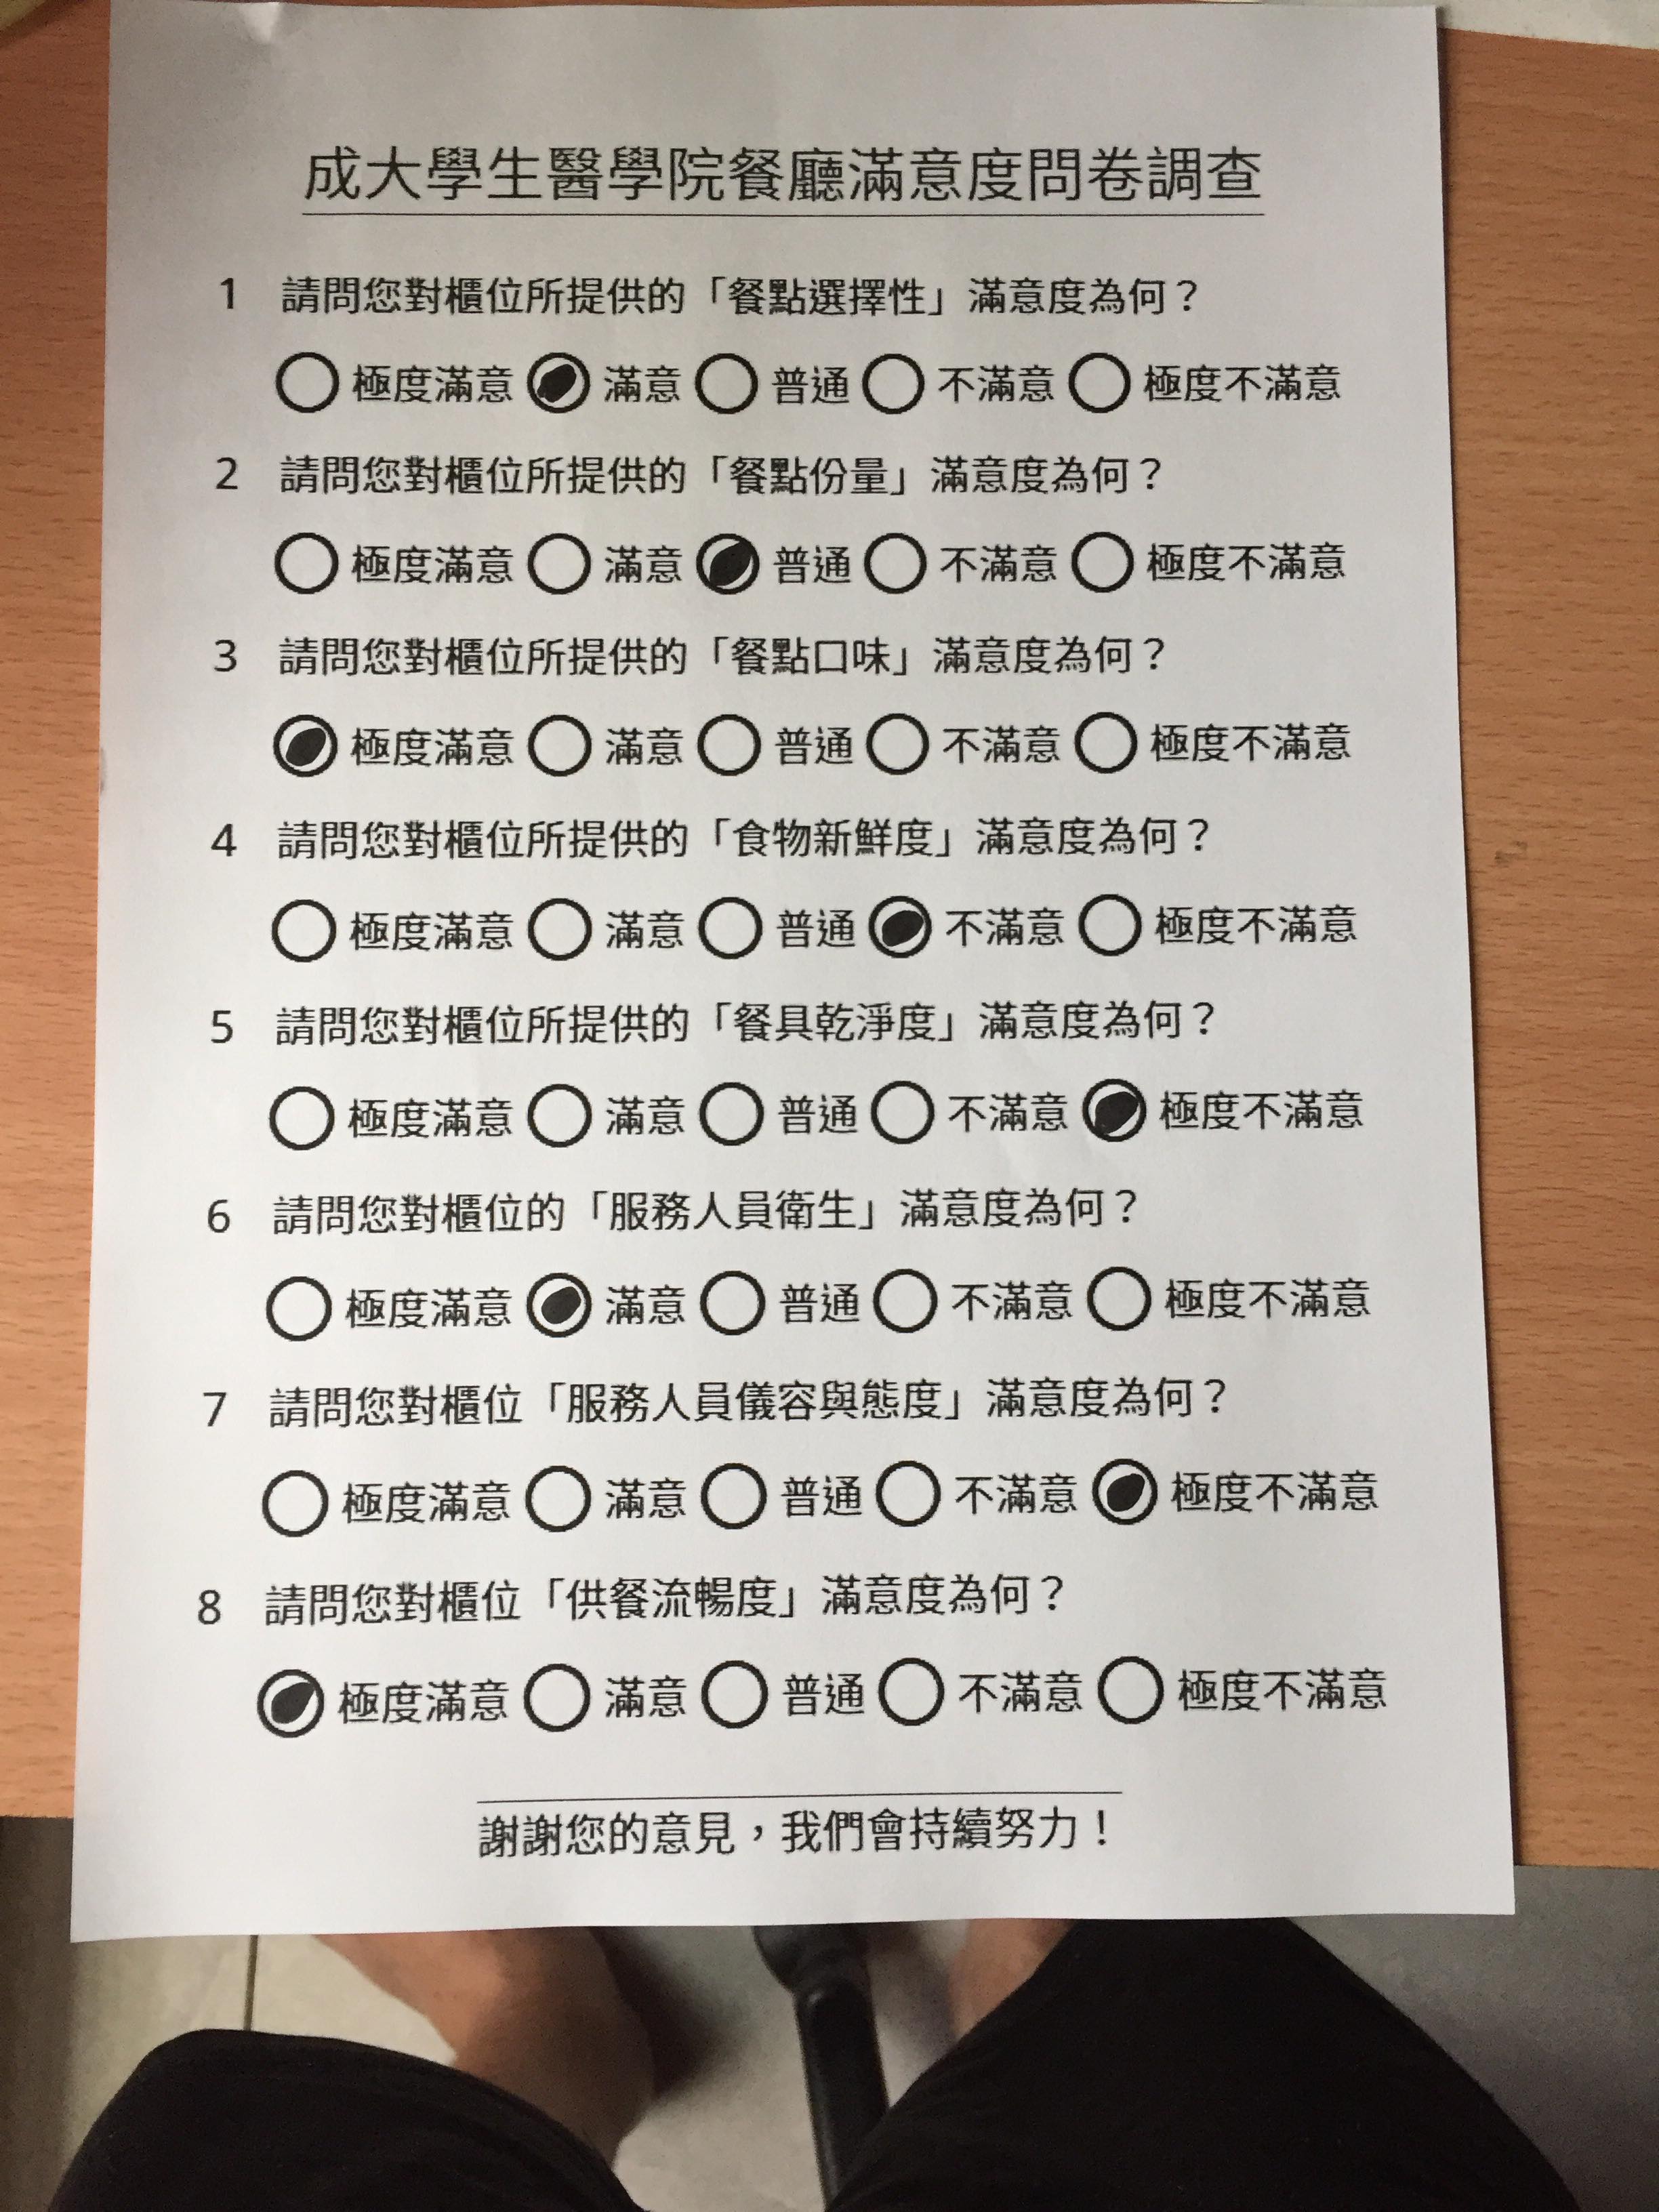 成大學生醫學院餐廳滿意度問卷調查
1 請問您對櫃位所提供的「餐點選擇性」滿意度為何？
極度滿意 滿意 普通 不滿意 極度不滿意
2 請問您對櫃位所提供的「餐點份量」滿意度為何？
極度滿意 滿意 普通 不滿意 極度不滿意
3 請問您對櫃位所提供的「餐點口味」滿意度為何？
極度滿意 滿意 普通 不滿意 極度不滿意
4 請問您對櫃位所提供的「食物新鮮度」滿意度為何？
極度滿意 滿意 普通 不滿意 極度不滿意
5 請問您對櫃位所提供的「餐具乾淨度」滿意度為何？
極度滿意 滿意 普通 不滿意 極度不滿意
6 請問您對櫃位的「服務人員衛生」滿意度為何？
極度滿意 滿意 普通 不滿意 極度不滿意
7 請問您對櫃位「服務人員儀容與態度」滿意度為何？
極度滿意 滿意 普通 不滿意 極度不滿意
8 請問您對櫃位「供餐流暢度」滿意度為何？
極度滿意 滿意 普通 不滿意 極度不滿意
謝謝您的意見，我們會持續努力！